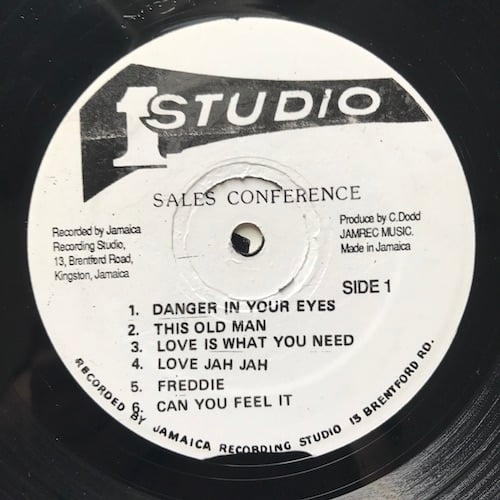 1 STUDIO
SALES CONFERENCE
Recorded by Jamaica
Recording Studio,
13, Brentford Road,
Kingston, Jamaica
Produce by C.Dodd
JAMREC MUSIC.
Made in Jamaica
SIDE 1
1. DANGER IN YOUR EYES
2. THIS OLD MAN
3. LOVE IS WHAT YOU NEED
4. LOVE JAH JAH
5. FREDDIE
6. CAN YOU FEEL IT
RECORDED BY JAMAICA RECORDING STUDIO 13 BRENTFORD RD.